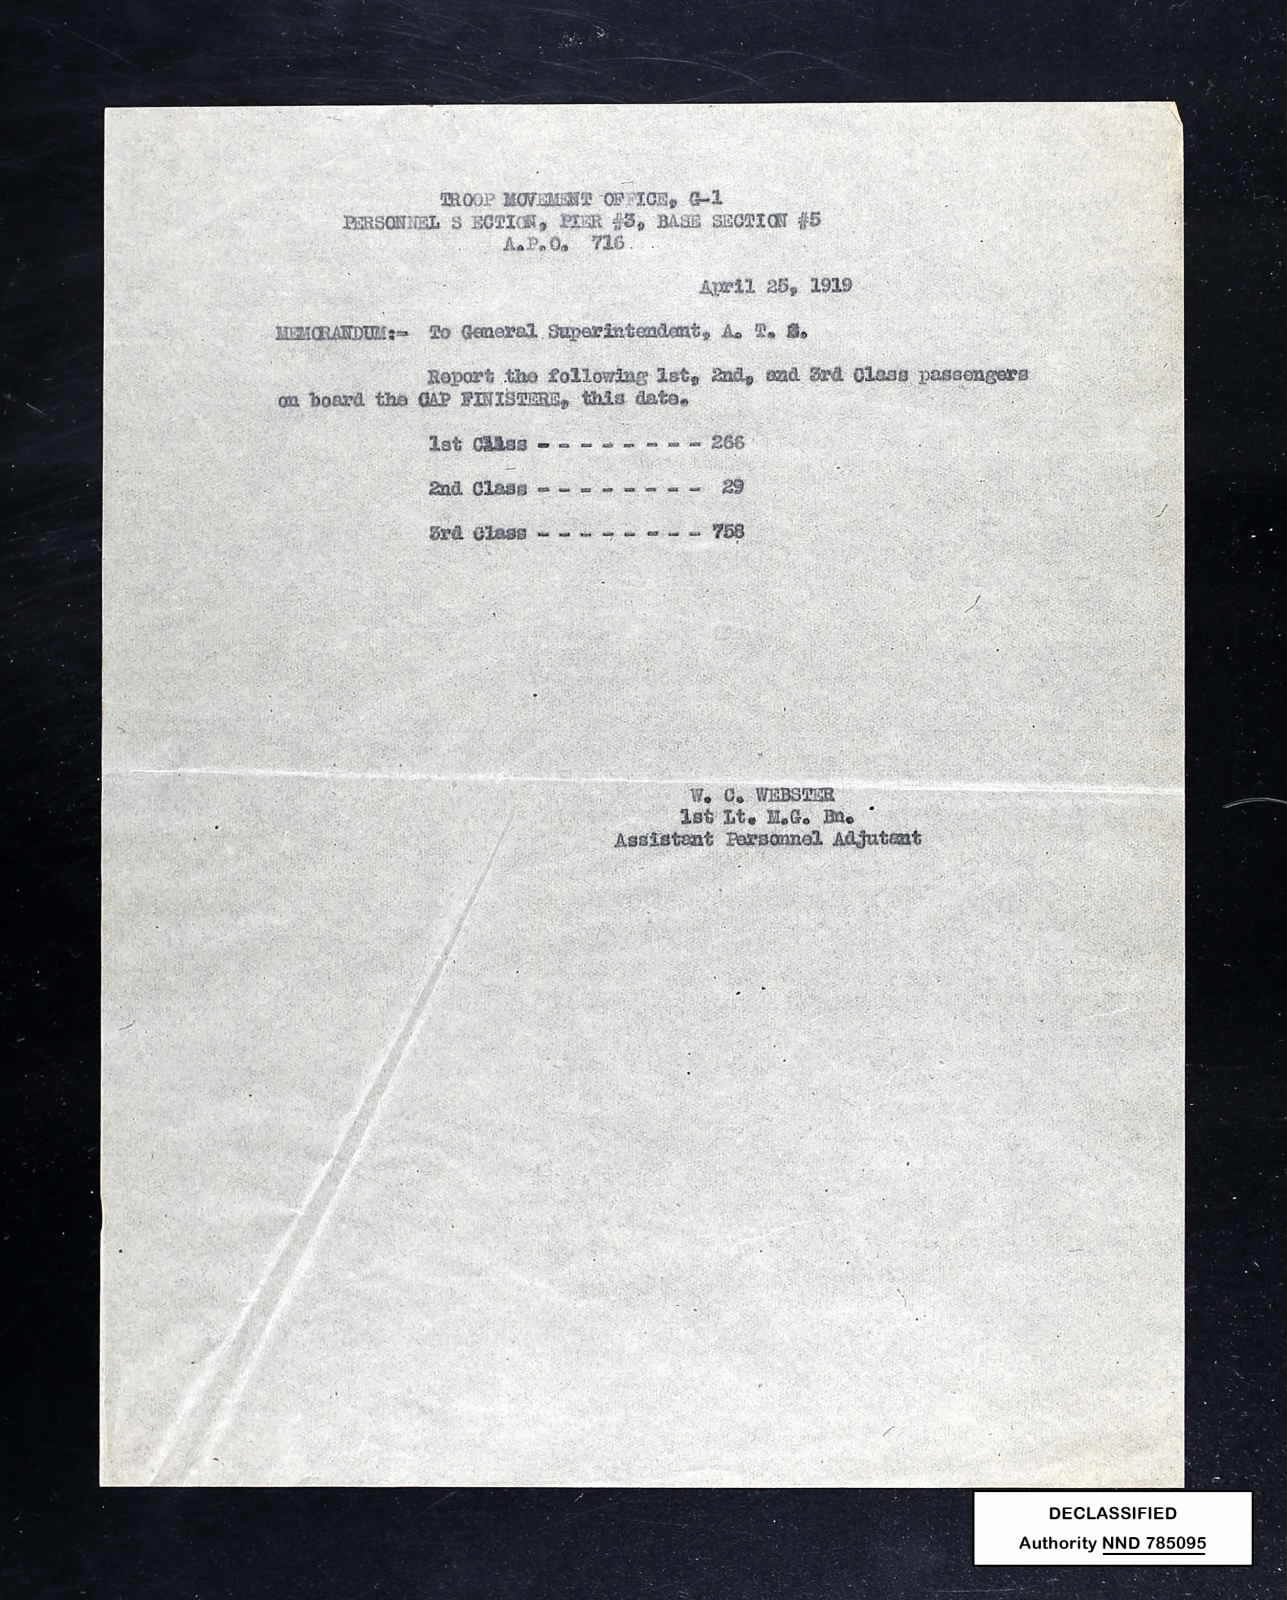 TROOP MOVEMENT OFFICE, G-1
PERSONNEL S ECTION, PIER #3, BASE SECTION #5
A.P.O. 716
April 25, 1919
MEMORANDUM:- To General Superintendent, A. T. S.
Report the following 1st, 2nd, and 3rd Class passengers
on board the CAP FINISTERE, this date.
1st Class - - - - - - - - 266
2nd Class - - - - - - - - 29
3rd Class - - - - - - - - 758
W. C. WEBSTER
1st Lt. M.G. Bn.
Assistant Personnel Adjutant
DECLASSIFIED
Authority NND 785095